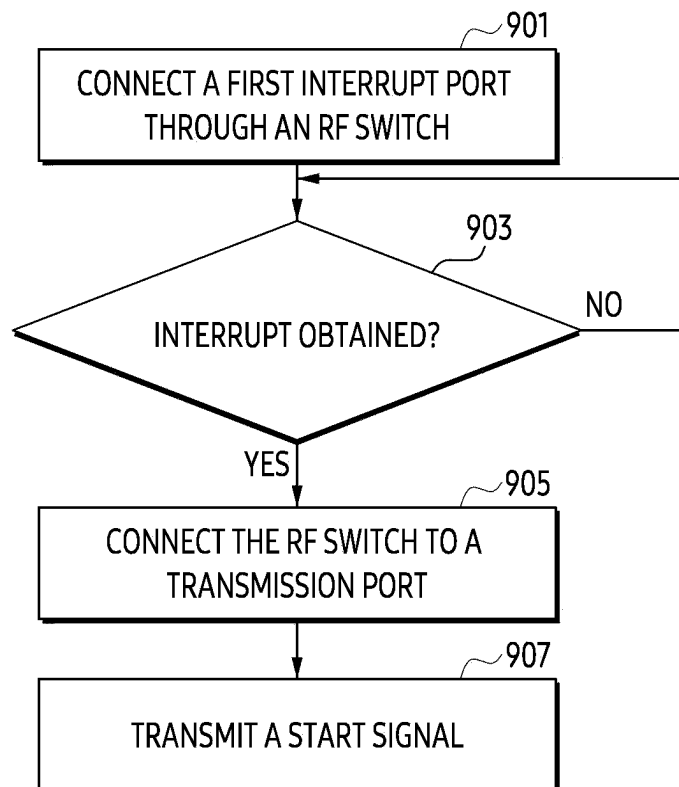 901
CONNECT A FIRST INTERRUPT PORT
THROUGH AN RF SWITCH
903
INTERRUPT OBTAINED?
NO
YES
905
CONNECT THE RF SWITCH TO A
TRANSMISSION PORT
907
TRANSMIT A START SIGNAL